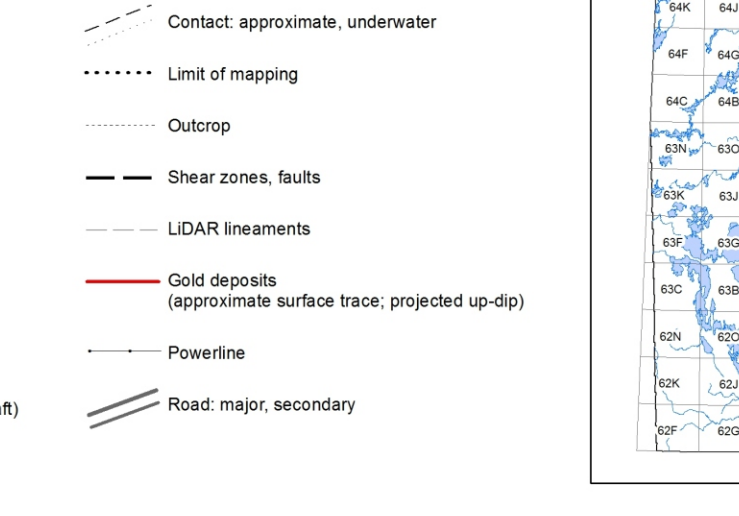 Contact: approximate, underwater
Limit of mapping
Outcrop
Shear zones, faults
LiDAR lineaments
Gold deposits
(approximate surface trace; projected up-dip)
Powerline
ft)
Road: major, secondary
64K 64J
64F 64G
64C 64B
63N 63O
63K 63J
63F 63G
63C 63B
62N 62O
62K 62J
62F 62G